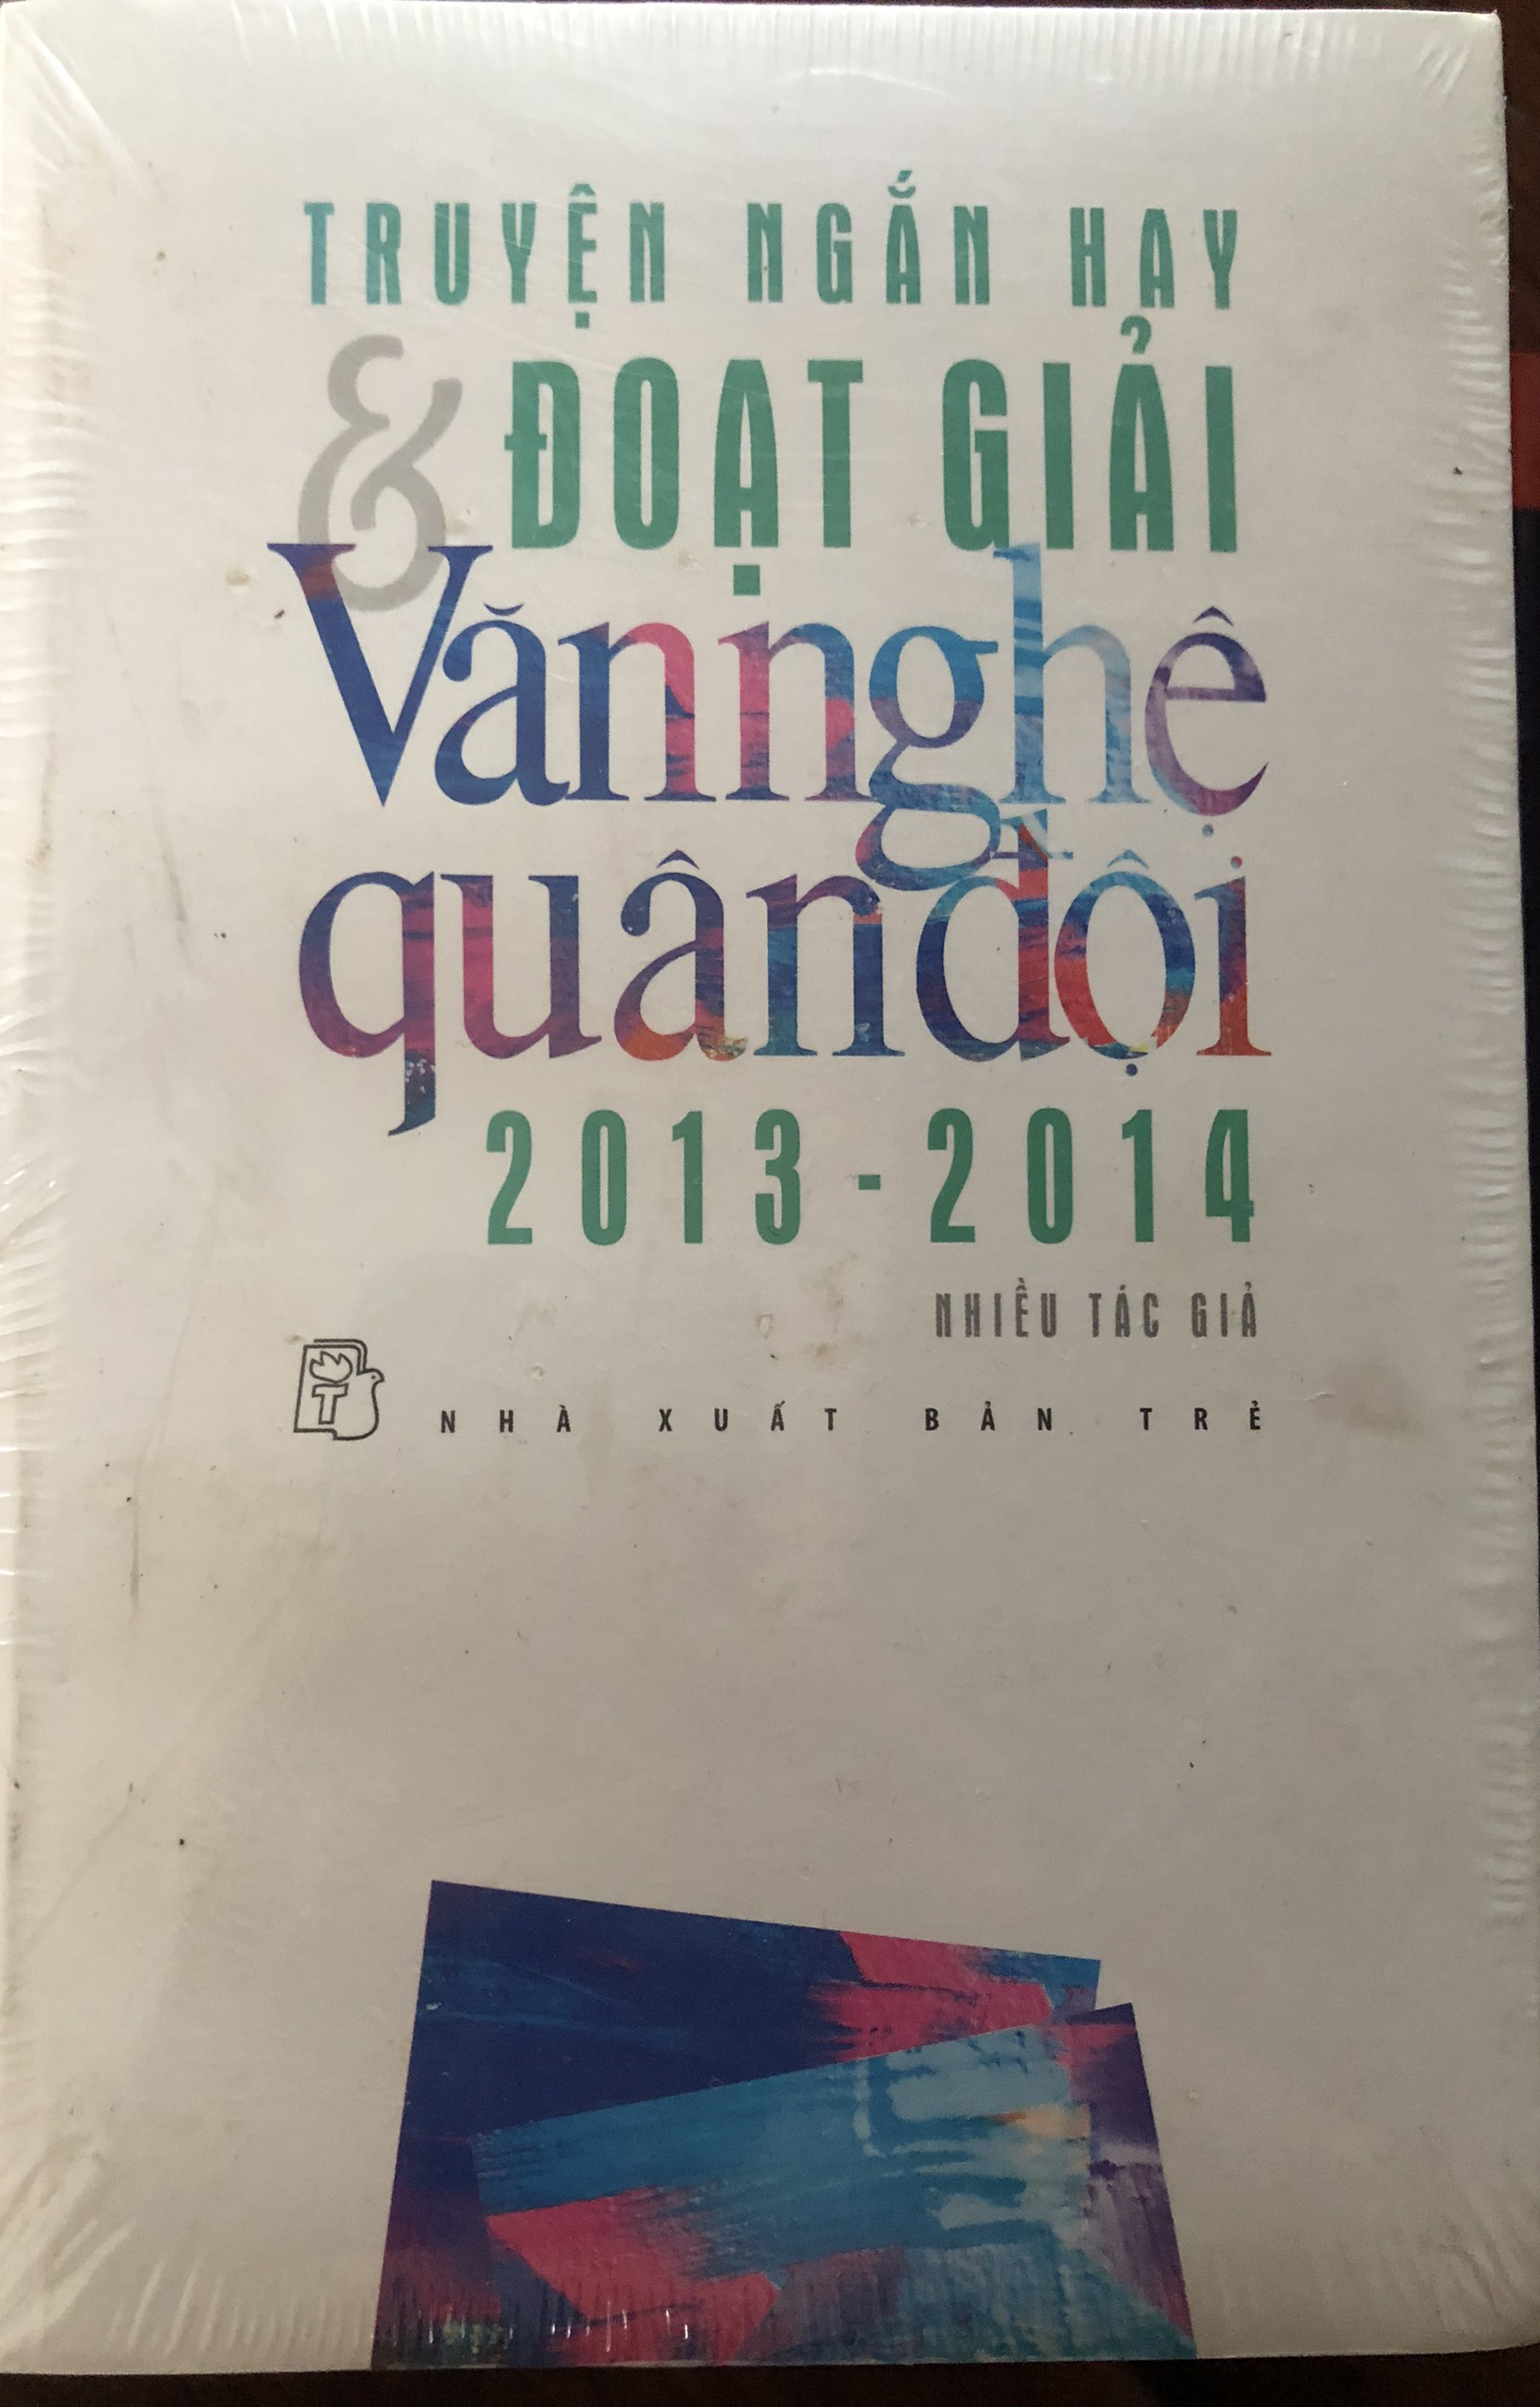 TRUYỆN NGẮN HAY
& ĐOẠT GIẢI
Văn nghệ
quân đội
2013-2014
NHIỀU TÁC GIẢ
T
NHÀ XUẤT BẢN TRẺ